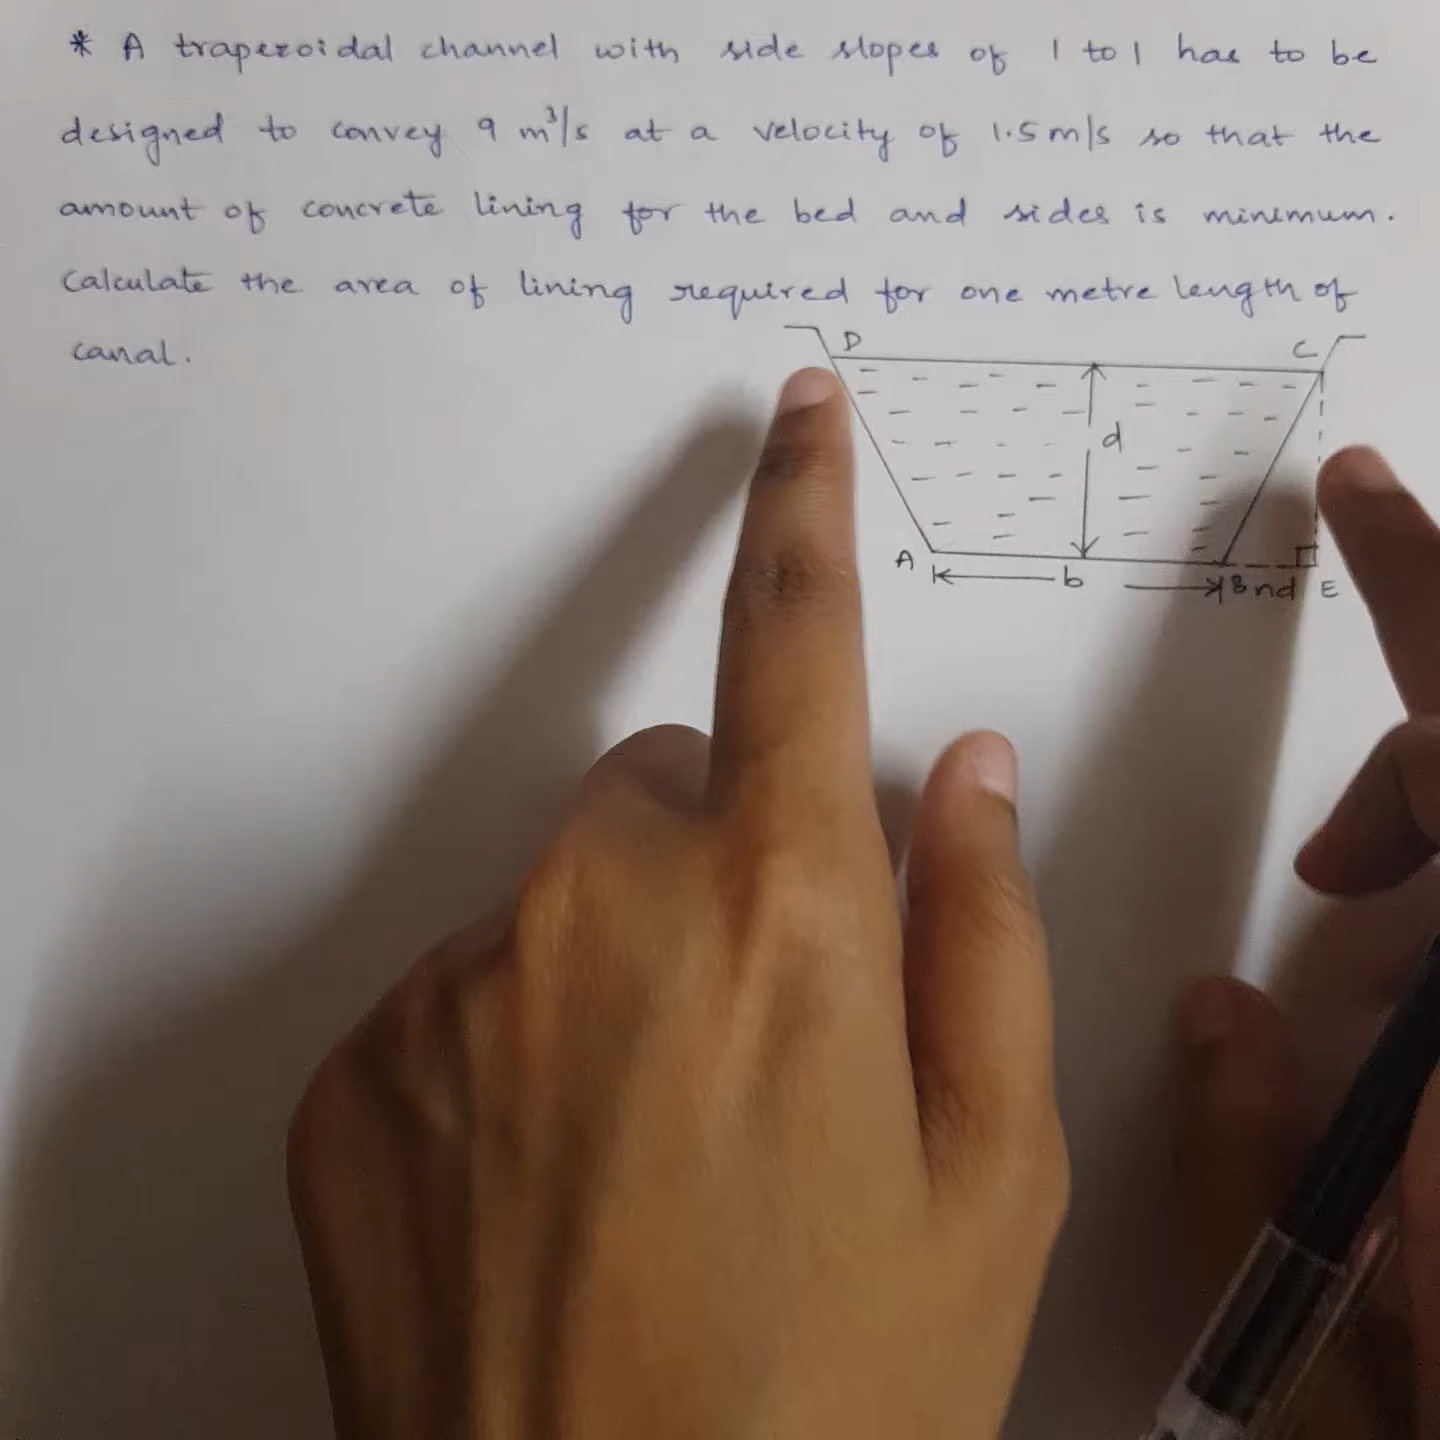 * A trapezoidal channel with side slopes of 1 to 1 has to be
designed to convey 9 m³/s at a velocity of 1.5 m/s so that the
amount of concrete lining for the bed and sides is minimum.
Calculate the area of lining required for one metre length of
canal.
D
C
d
A
b
B
nd
E